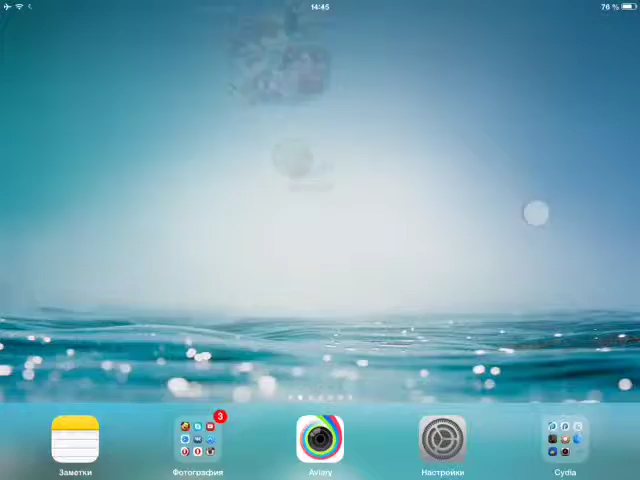 14:45
76 %
3
Заметки
Фотография
Aviary
Настройки
Cydia